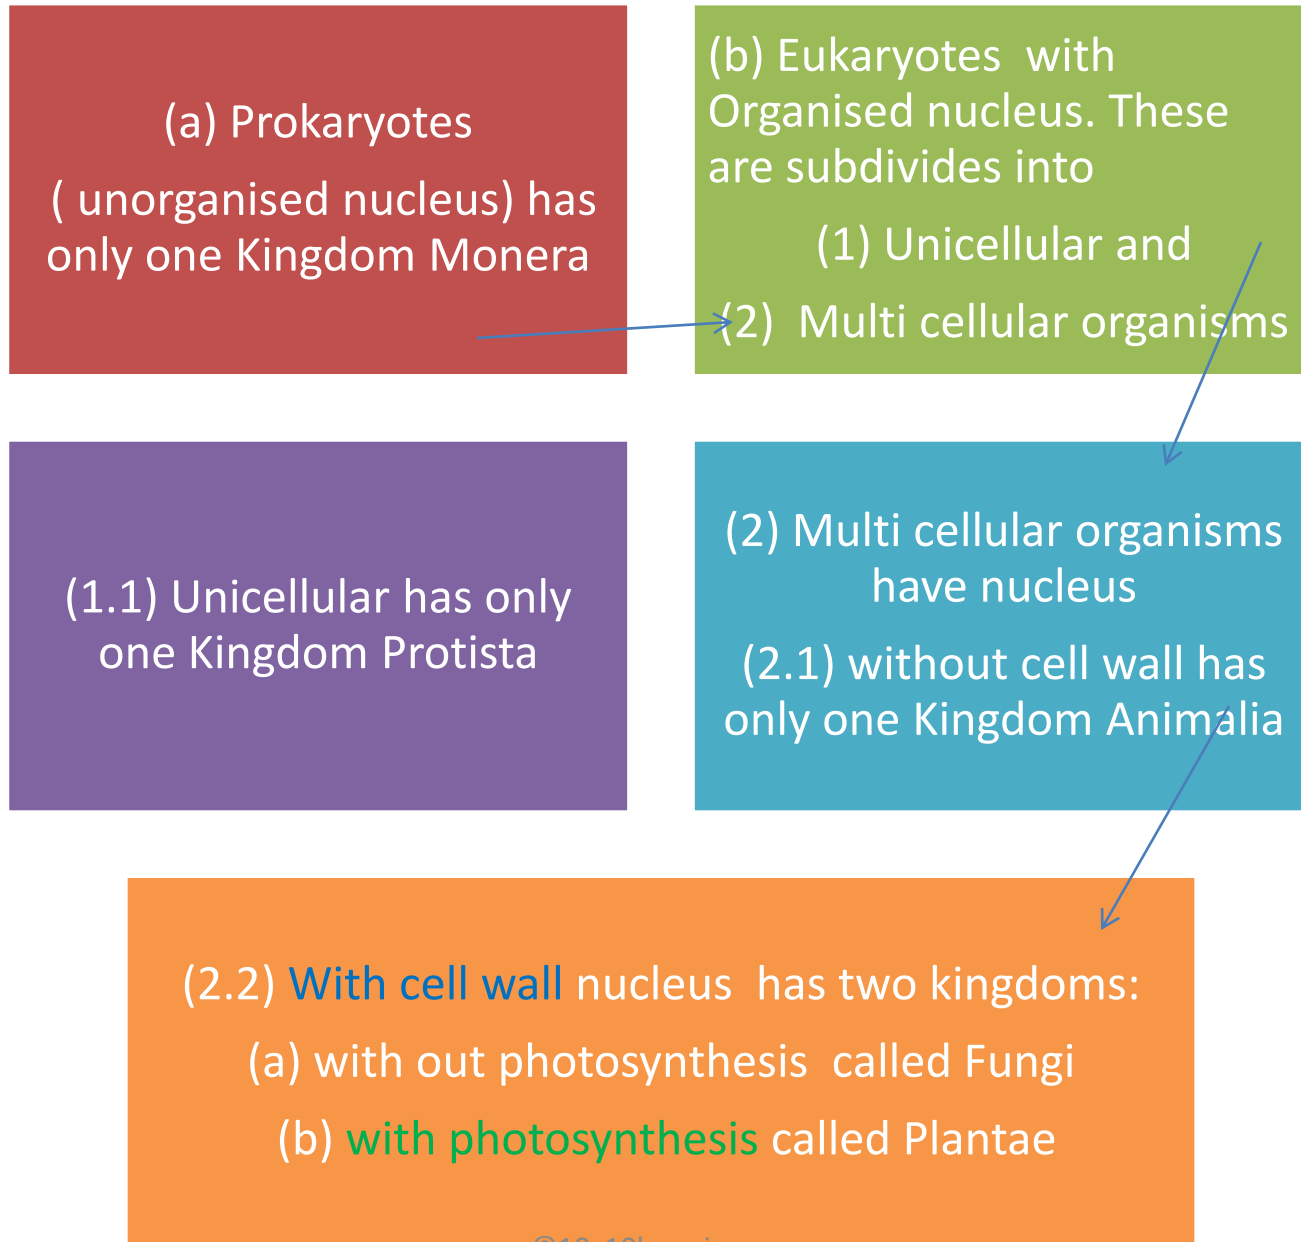 (a) Prokaryotes
( unorganised nucleus) has
only one Kingdom Monera
(b) Eukaryotes with
Organised nucleus. These
are subdivides into
(1) Unicellular and
(2) Multi cellular organisms
(1.1) Unicellular has only
one Kingdom Protista
(2) Multi cellular organisms
have nucleus
(2.1) without cell wall has
only one Kingdom Animalia
(2.2) With cell wall nucleus has two kingdoms:
(a) with out photosynthesis called Fungi
(b) with photosynthesis called Plantae